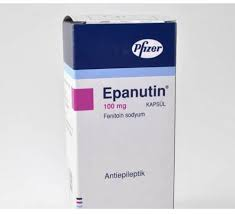 Pfizer
Epanutin®
100 mg KAPSÜL
Fenitoin sodyum
Antiepileptik